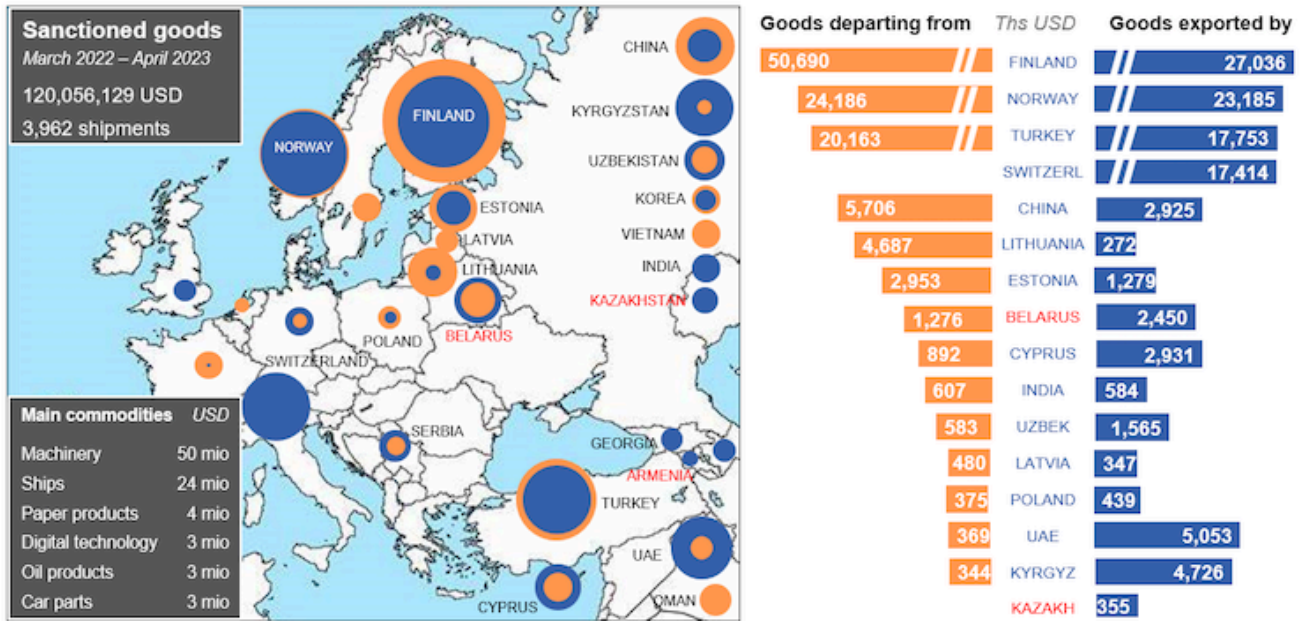 Sanctioned goods
March 2022 – April 2023
120,056,129 USD
3,962 shipments
CHINA
KYRGYZSTAN
UZBEKISTAN
KOREA
VIETNAM
INDIA
KAZAKHSTAN
FINLAND
NORWAY
ESTONIA
LATVIA
LITHUANIA
BELARUS
POLAND
SWITZERLAND
SERBIA
GEORGIA
ARMENIA
TURKEY
UAE
CYPRUS
OMAN
Main commodities USD
Machinery 50 mio
Ships 24 mio
Paper products 4 mio
Digital technology 3 mio
Oil products 3 mio
Car parts 3 mio
Goods departing from Ths USD Goods exported by
50,690 FINLAND 27,036
24,186 NORWAY 23,185
20,163 TURKEY 17,753
SWITZERL 17,414
5,706 CHINA 2,925
4,687 LITHUANIA 272
2,953 ESTONIA 1,279
1,276 BELARUS 2,450
892 CYPRUS 2,931
607 INDIA 584
583 UZBEK 1,565
480 LATVIA 347
375 POLAND 439
369 UAE 5,053
344 KYRGYZ 4,726
KAZAKH 355